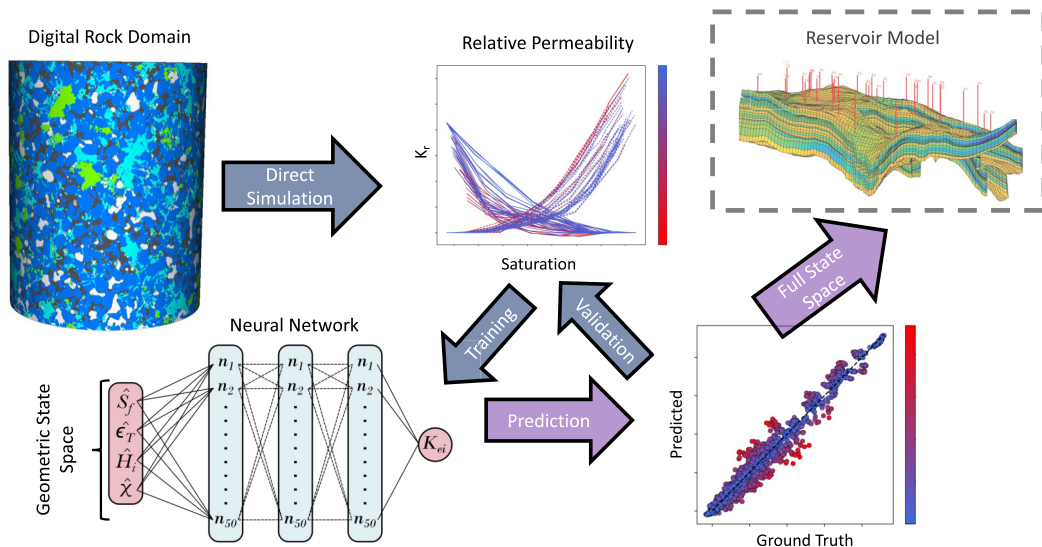 Digital Rock Domain
Relative Permeability
Reservoir Model
Direct
Simulation
K_r
Saturation
Full State
Space
Training
Validation
Neural Network
Geometric State
Space
Ŝ_f
ϵ̂_T
Ĥ_i
χ̂
n_1
n_2
n_50
n_1
n_2
n_50
n_1
n_2
n_50
K_ei
Prediction
Predicted
Ground Truth